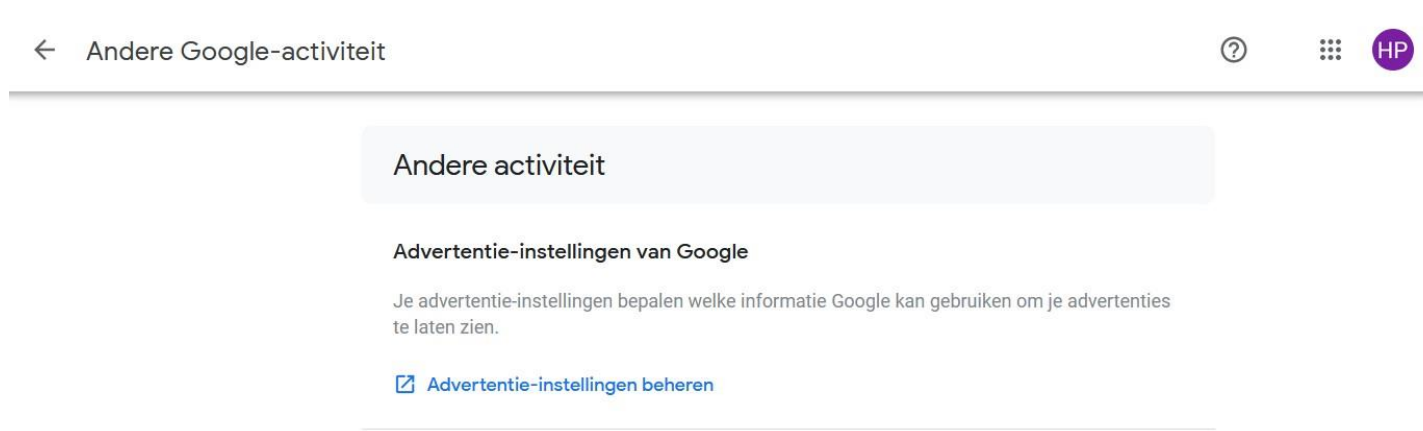 Andere Google-activiteit
HP
Andere activiteit
Advertentie-instellingen van Google
Je advertentie-instellingen bepalen welke informatie Google kan gebruiken om je advertenties
te laten zien.
Advertentie-instellingen beheren